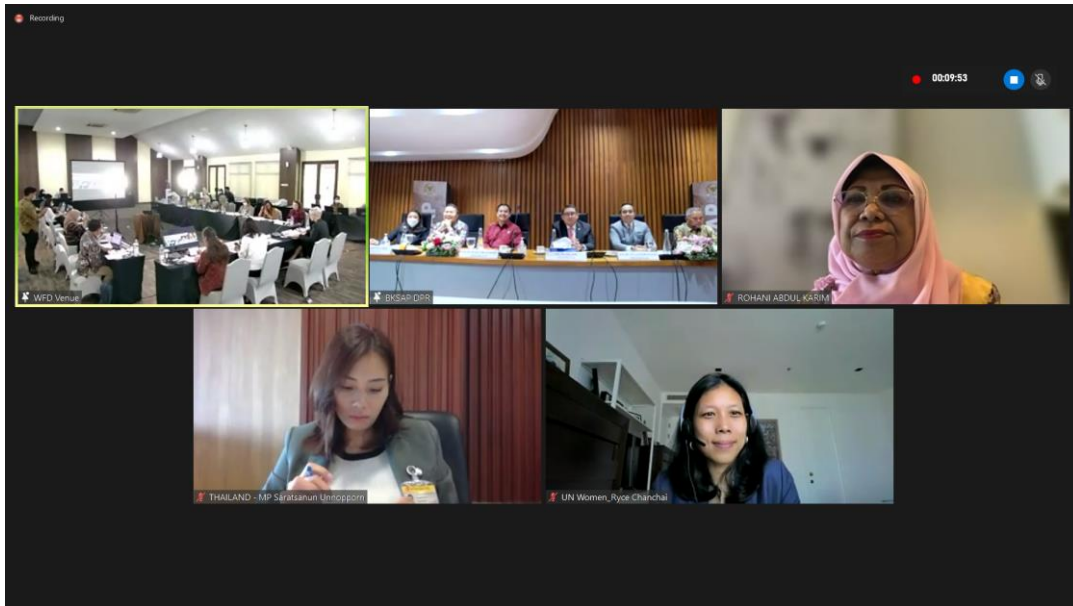 Recording
00:09:53
WFD Venue
BKSAP DPR
ROHANI ABDUL KARIM
THAILAND - MP Saratsanun Unnopporn
UN Women_Ryce Chanchai